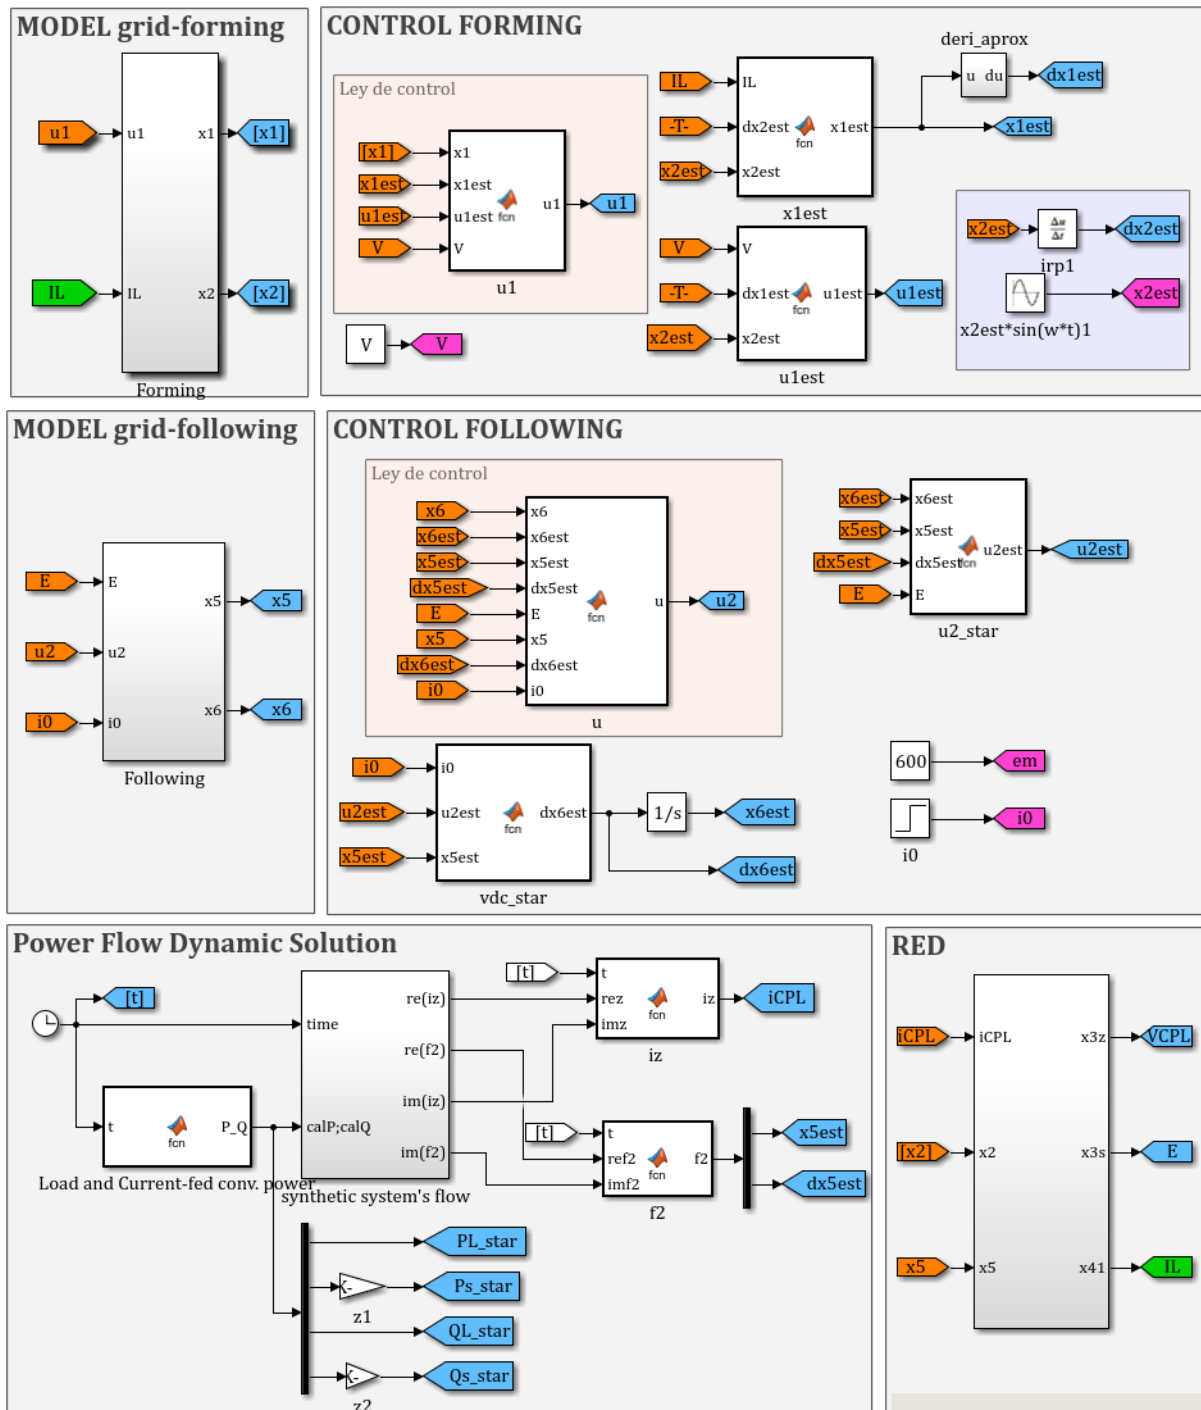 MODEL grid-forming
u1
u1
x1
[x1]
IL
IL
x2
[x2]
Forming
CONTROL FORMING
Ley de control
[x1]
x1
x1est
x1est
u1est
u1est
V
V
fcn
u1
u1
u1
V
V
IL
IL
-T-
dx2est
x2est
x2est
fcn
x1est
x1est
deri_aprox
u du
dx1est
x1est
V
V
-T-
dx1est
x2est
x2est
fcn
u1est
u1est
u1est
x2est
Δu
Δt
dx2est
irp1
x2est
x2est*sin(w*t)1
MODEL grid-following
E
E
u2
u2
i0
i0
x5
x5
x6
x6
Following
CONTROL FOLLOWING
Ley de control
x6
x6
x6est
x6est
x5est
x5est
dx5est
dx5est
E
E
x5
x5
dx6est
dx6est
i0
i0
fcn
u
u2
u
x6est
x6est
x5est
x5est
dx5est
dx5est
E
E
fcn
u2est
u2est
u2_star
i0
i0
u2est
u2est
x5est
x5est
fcn
dx6est
1/s
x6est
dx6est
vdc_star
600
em
i0
i0
Power Flow Dynamic Solution
[t]
time
t
fcn
P_Q
calP;calQ
Load and Current-fed conv. power
re(iz)
re(f2)
im(iz)
im(f2)
synthetic system's flow
[t]
t
rez
imz
fcn
iz
iCPL
iz
[t]
t
ref2
imf2
fcn
f2
x5est
dx5est
f2
PL_star
K-
Ps_star
z1
QL_star
K-
Qs_star
z2
RED
iCPL
iCPL
x3z
VCPL
[x2]
x2
x3s
E
x5
x5
x41
IL